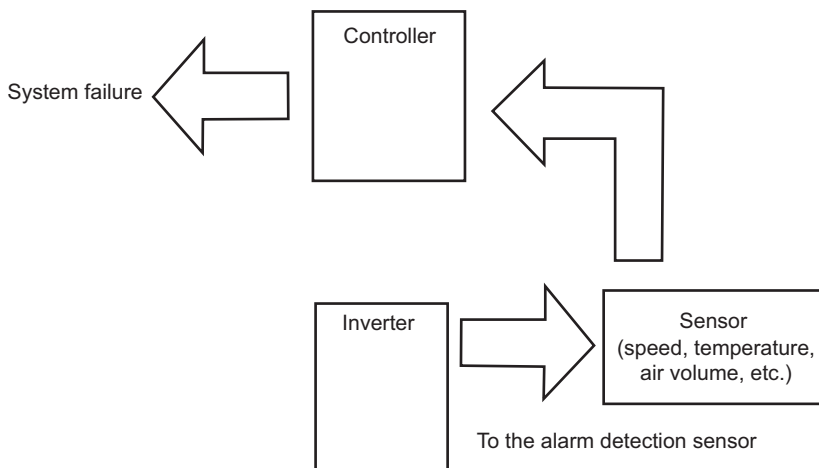 Controller
System failure
Inverter
Sensor
(speed, temperature,
air volume, etc.)
To the alarm detection sensor